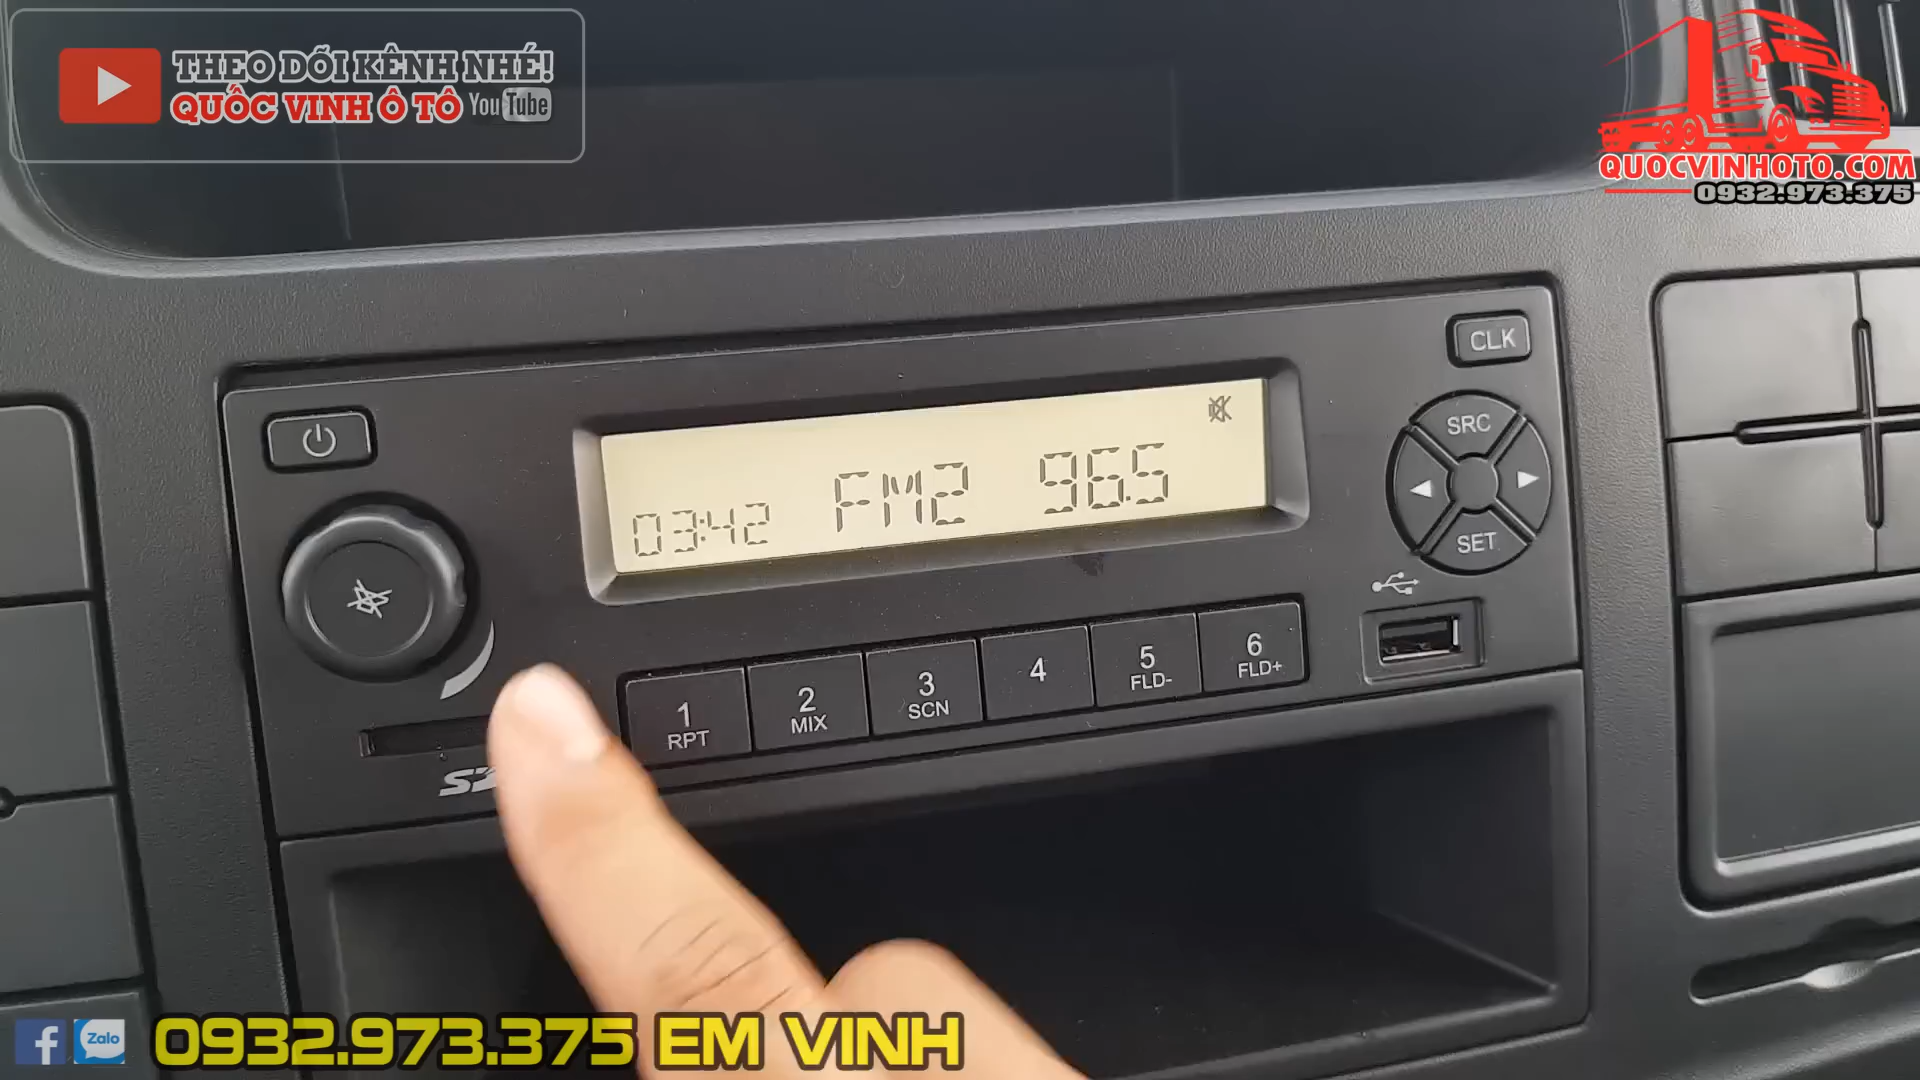 THEO DÕI KÊNH NHÉ!
QUỐC VINH Ô TÔ YouTube
QUOCVINHOTO.COM
0932.973.375
CLK
SRC
SET
03:42 FM2 96.5
1
RPT
2
MIX
3
SCN
4
5
FLD-
6
FLD+
f Zalo 0932.973.375 EM VINH